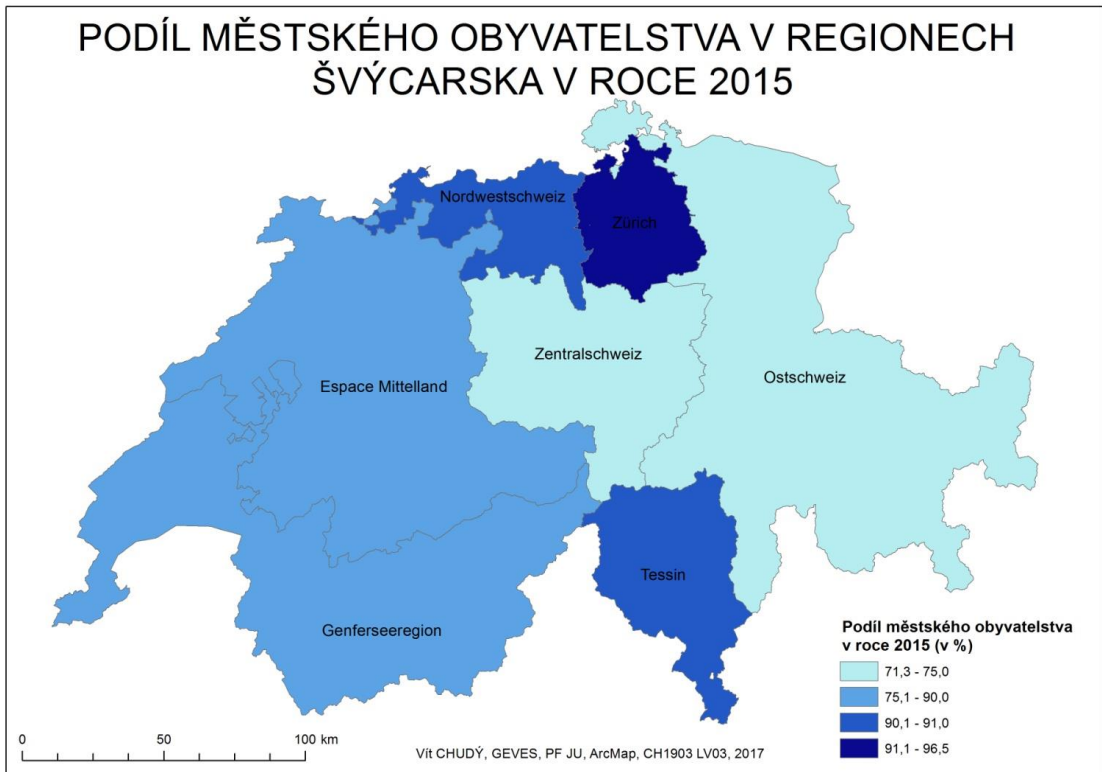 PODÍL MĚSTSKÉHO OBYVATELSTVA V REGIONECH
ŠVÝCARSKA V ROCE 2015
Nordwestschweiz
Zürich
Zentralschweiz
Espace Mittelland
Ostschweiz
Tessin
Genferseeregion
Podíl městského obyvatelstva
v roce 2015 (v %)
71,3 - 75,0
75,1 - 90,0
90,1 - 91,0
91,1 - 96,5
0 50 100 km
Vít CHUDÝ, GEVES, PF JU, ArcMap, CH1903 LV03, 2017